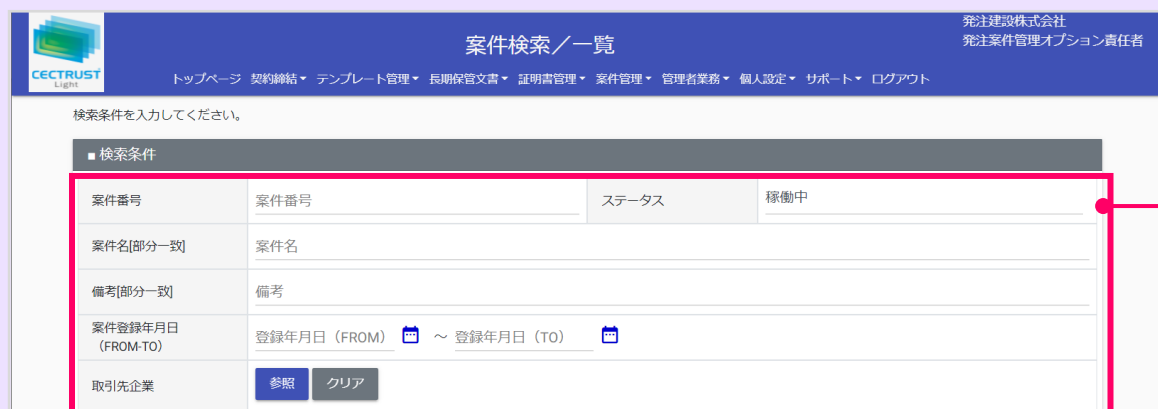 発注建設株式会社
案件検索／一覧
発注案件管理オプション責任者
CECTRUST
Light
トップページ 契約締結 テンプレート管理 長期保管文書 証明書管理 案件管理 管理者業務 個人設定 サポート ログアウト
検索条件を入力してください。
■検索条件
案件番号 案件番号 ステータス 稼働中
案件名[部分一致] 案件名
備考[部分一致] 備考
案件登録年月日
（FROM-TO） 登録年月日（FROM） ～ 登録年月日（TO）
取引先企業 参照 クリア